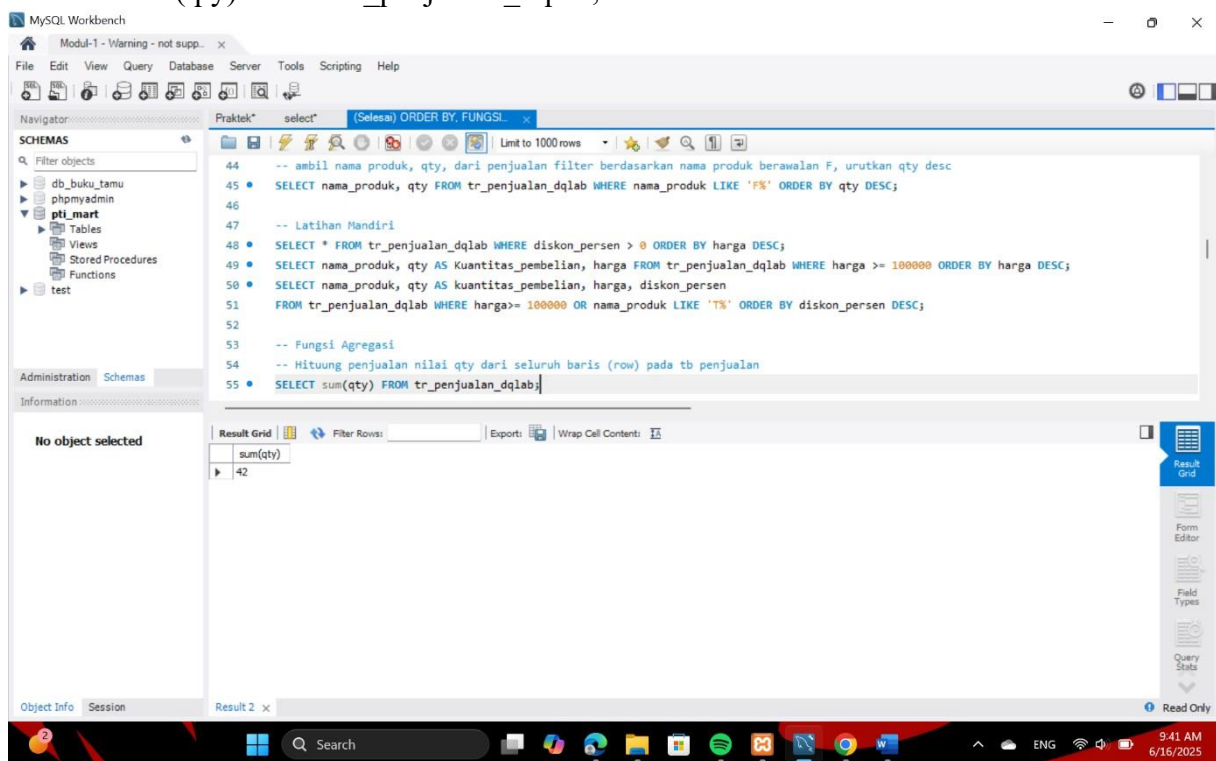 MySQL Workbench
Modul-1 - Warning - not supp...
File Edit View Query Database Server Tools Scripting Help
Navigator
Praktek* select* (Selesai) ORDER BY, FUNGSI...
SCHEMAS
Limit to 1000 rows
Filter objects
db_buku_tamu
phpmyadmin
pti_mart
Tables
Views
Stored Procedures
Functions
test
44 -- ambil nama produk, qty, dari penjualan filter berdasarkan nama produk berawalan F, urutkan qty desc
45 SELECT nama_produk, qty FROM tr_penjualan_dqlab WHERE nama_produk LIKE 'F%' ORDER BY qty DESC;
46
47 -- Latihan Mandiri
48 SELECT * FROM tr_penjualan_dqlab WHERE diskon_persen > 0 ORDER BY harga DESC;
49 SELECT nama_produk, qty AS Kuantitas_pembelian, harga FROM tr_penjualan_dqlab WHERE harga >= 100000 ORDER BY harga DESC;
50 SELECT nama_produk, qty AS kuantitas_pembelian, harga, diskon_persen
51 FROM tr_penjualan_dqlab WHERE harga>= 100000 OR nama_produk LIKE 'T%' ORDER BY diskon_persen DESC;
52
53 -- Fungsi Agregasi
54 -- Hituung penjualan nilai qty dari seluruh baris (row) pada tb penjualan
55 SELECT sum(qty) FROM tr_penjualan_dqlab;
Administration Schemas
Information
No object selected
Result Grid Filter Rows: Export: Wrap Cell Content:
sum(qty)
42
Result Grid
Form Editor
Field Types
Query Stats
Object Info Session
Result 2
Read Only
2
Search
ENG
9:41 AM
6/16/2025